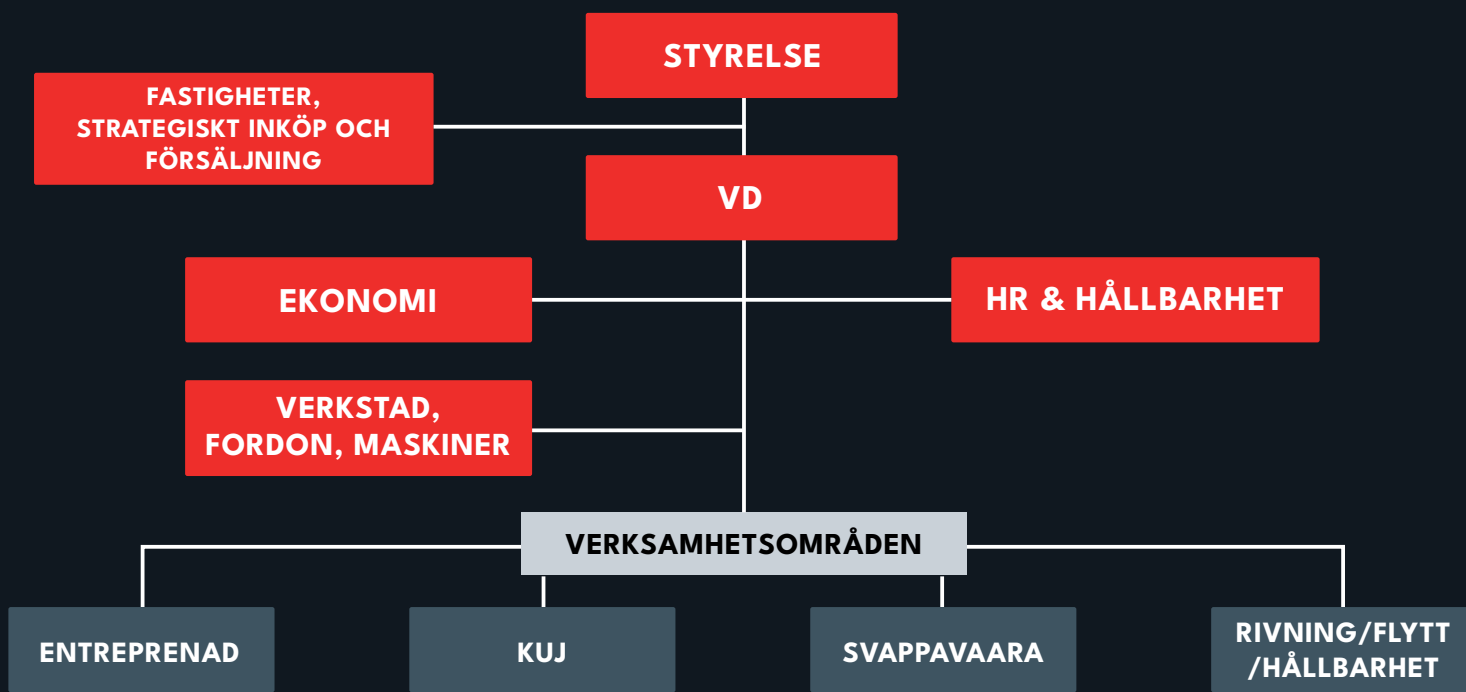 STYRELSE
FASTIGHETER,
STRATEGISKT INKÖP OCH
FÖRSÄLJNING
VD
EKONOMI
HR & HÅLLBARHET
VERKSTAD,
FORDON, MASKINER
VERKSAMHETSOMRÅDEN
ENTREPRENAD
KUJ
SVAPPAVAARA
RIVNING/FLYTT
/HÅLLBARHET